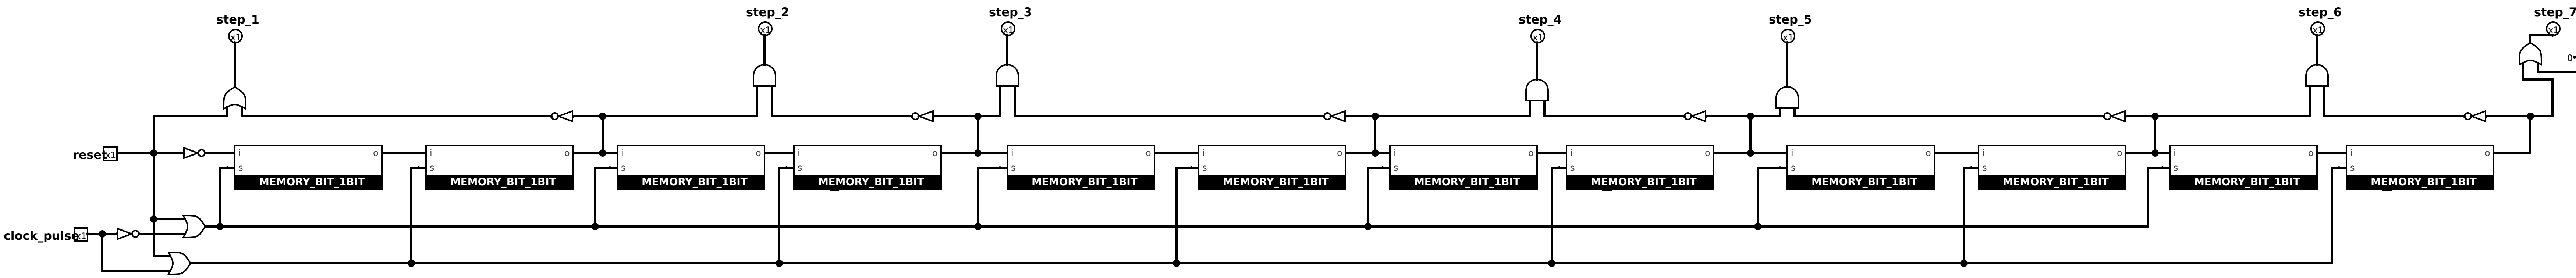 step_1
step_2
step_3
step_4
step_5
step_6
step_7
x1
x1
x1
x1
x1
x1
x1
0
reset x1
i o
s
MEMORY_BIT_1BIT
i o
s
MEMORY_BIT_1BIT
i o
s
MEMORY_BIT_1BIT
i o
s
MEMORY_BIT_1BIT
i o
s
MEMORY_BIT_1BIT
i o
s
MEMORY_BIT_1BIT
i o
s
MEMORY_BIT_1BIT
i o
s
MEMORY_BIT_1BIT
i o
s
MEMORY_BIT_1BIT
i o
s
MEMORY_BIT_1BIT
i o
s
MEMORY_BIT_1BIT
i o
s
MEMORY_BIT_1BIT
clock_pulse x1